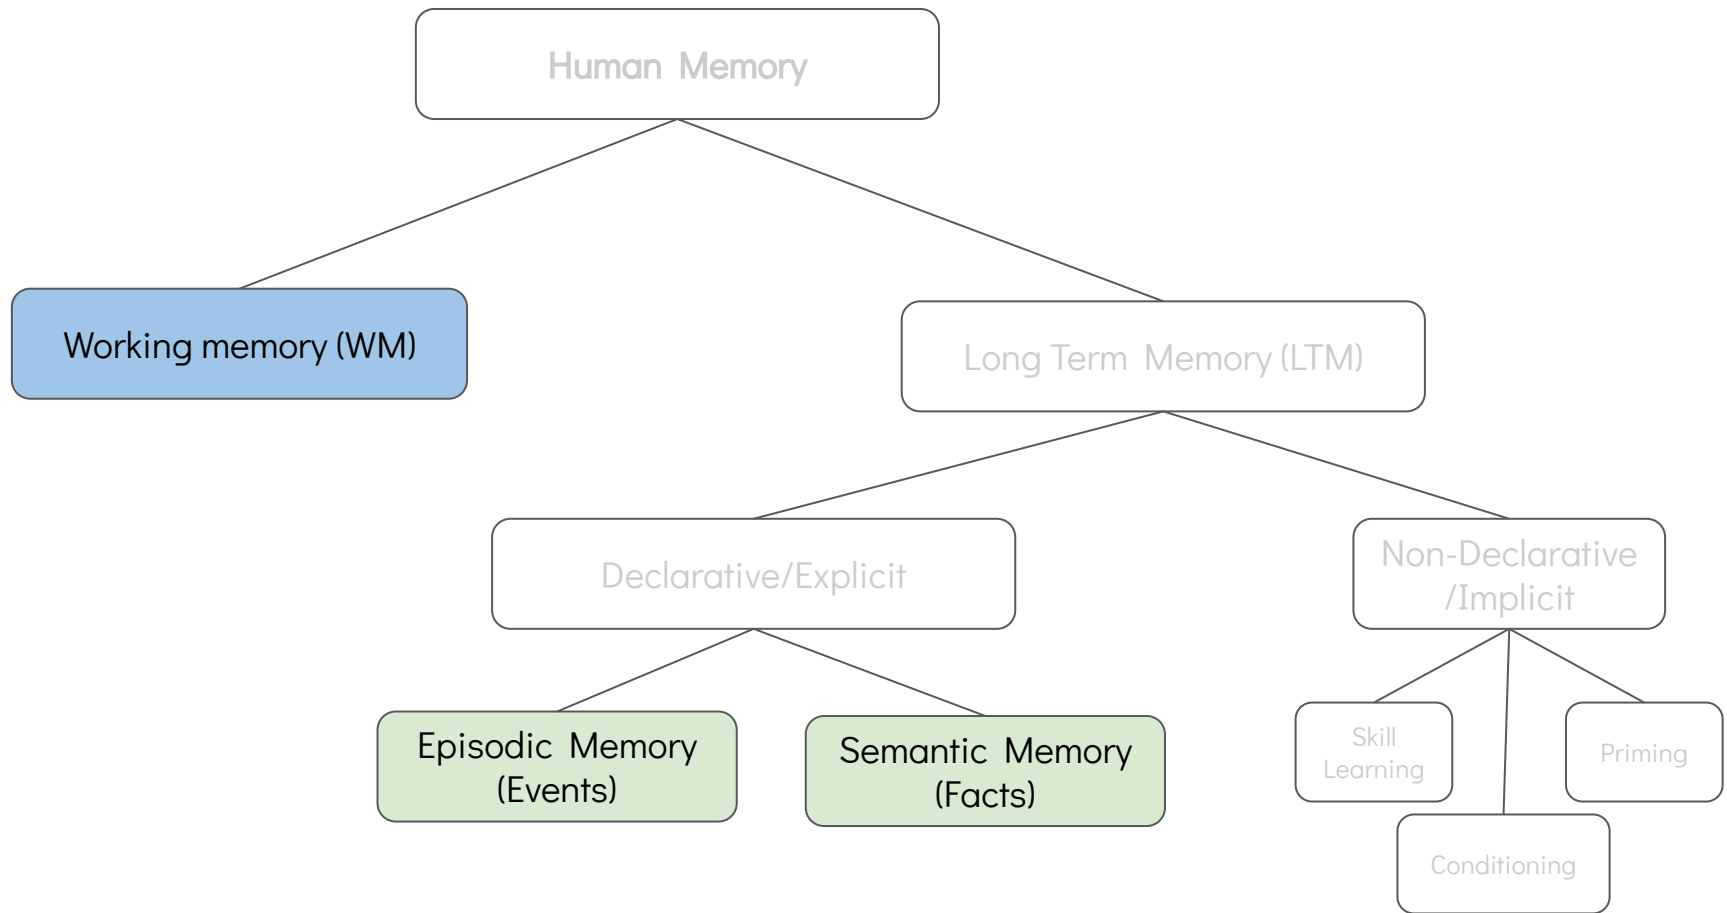 Human Memory
Working memory (WM)
Long Term Memory (LTM)
Declarative/Explicit
Non-Declarative
/Implicit
Episodic Memory
(Events)
Semantic Memory
(Facts)
Skill
Learning
Priming
Conditioning